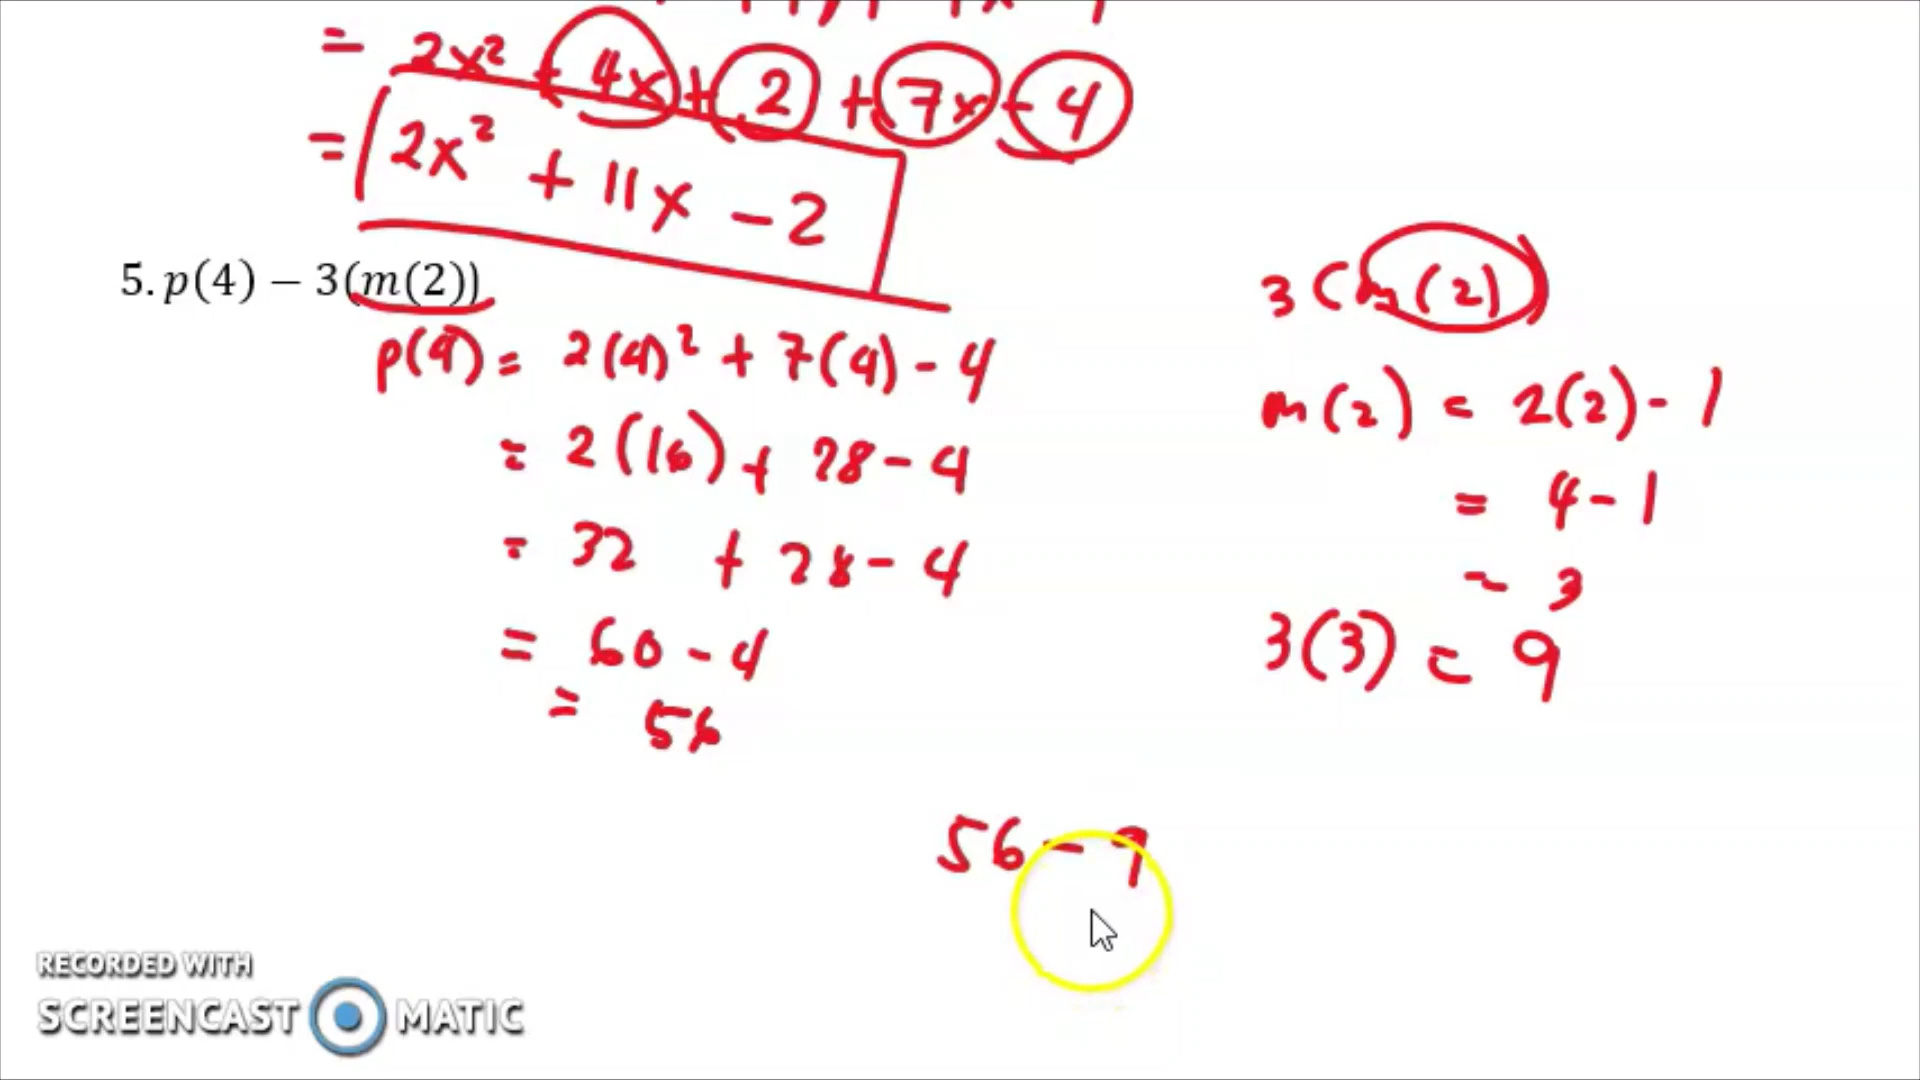 = 2x² + 4x + 2 + 7x - 4
= 2x² + 11x - 2
5. p(4) − 3(m(2))
p(4) = 2(4)² + 7(4) - 4
= 2(16) + 28 - 4
= 32 + 28 - 4
= 60 - 4
= 56
3(m(2))
m(2) = 2(2) - 1
= 4 - 1
= 3
3(3) = 9
56 - 9
RECORDED WITH
SCREENCAST MATIC